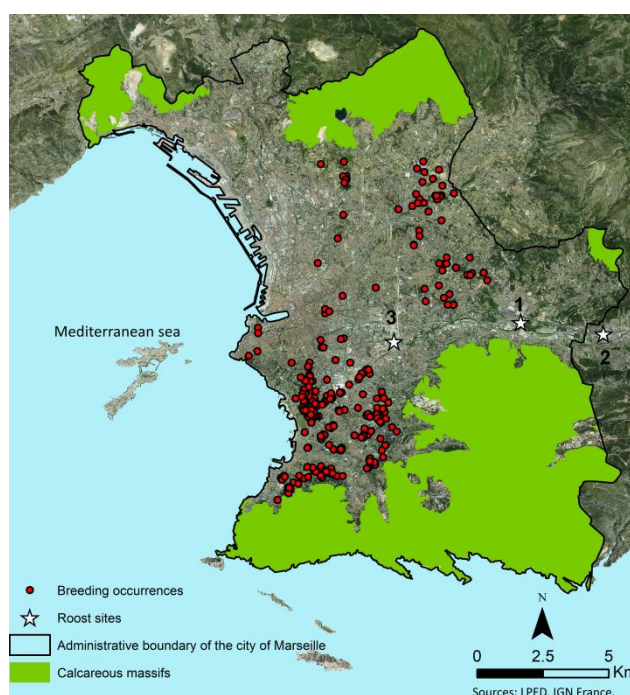 1
3
2
Mediterranean sea
Breeding occurrences
Roost sites
Administrative boundary of the city of Marseille
Calcareous massifs
N
0 2.5 5
Km
Sources: LPED, IGN France.